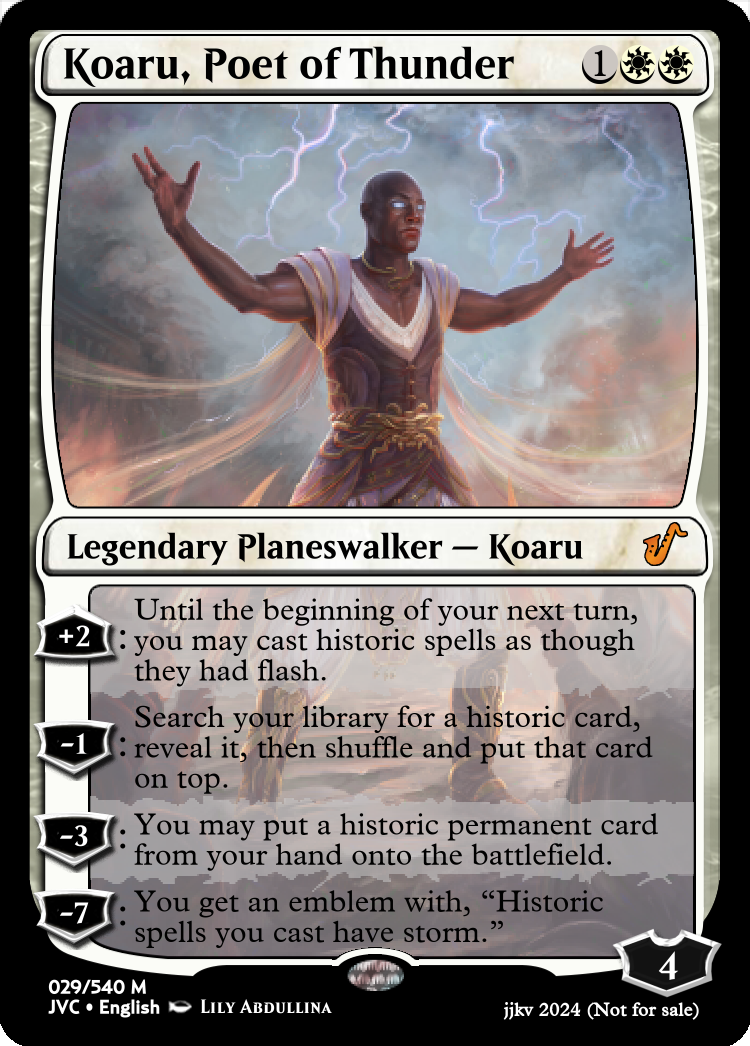 Koaru, Poet of Thunder 1
Legendary Planeswalker — Koaru
+2: Until the beginning of your next turn,
you may cast historic spells as though
they had flash.
−1: Search your library for a historic card,
reveal it, then shuffle and put that card
on top.
−3: You may put a historic permanent card
from your hand onto the battlefield.
−7: You get an emblem with, “Historic
spells you cast have storm.”
4
029/540 M
JVC • English Lily Abdullina
jjkv 2024 (Not for sale)